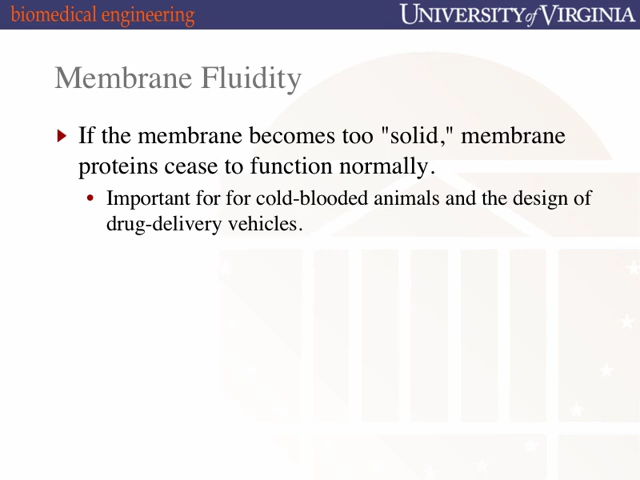 biomedical engineering
UNIVERSITY of VIRGINIA
Membrane Fluidity
If the membrane becomes too "solid," membrane
proteins cease to function normally.
• Important for for cold-blooded animals and the design of
drug-delivery vehicles.